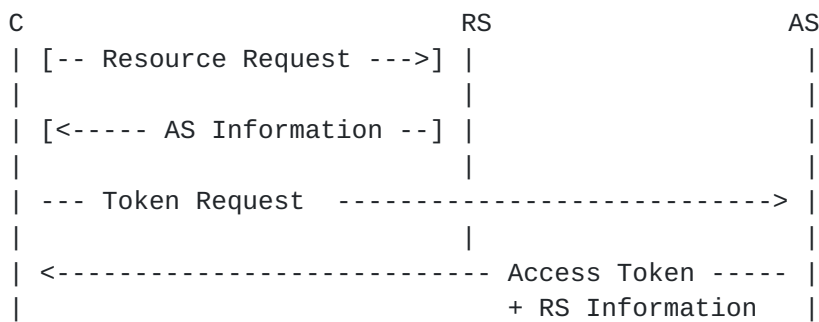 C                             RS                   AS
| [-- Resource Request --->] |                     |
|                            |                     |
| [<----- AS Information --] |                     |
|                            |                     |
| --- Token Request  ----------------------------> |
|                            |                     |
| <---------------------------- Access Token ----- |
|                               + RS Information   |